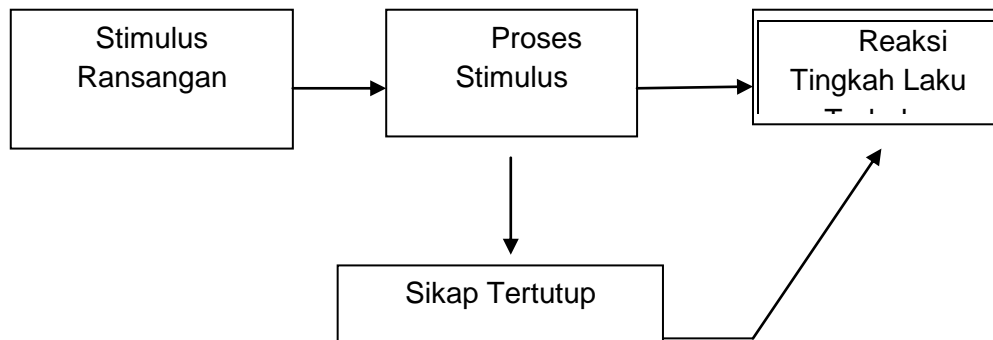 Stimulus
Ransangan
Proses
Stimulus
Reaksi
Tingkah Laku
Sikap Tertutup